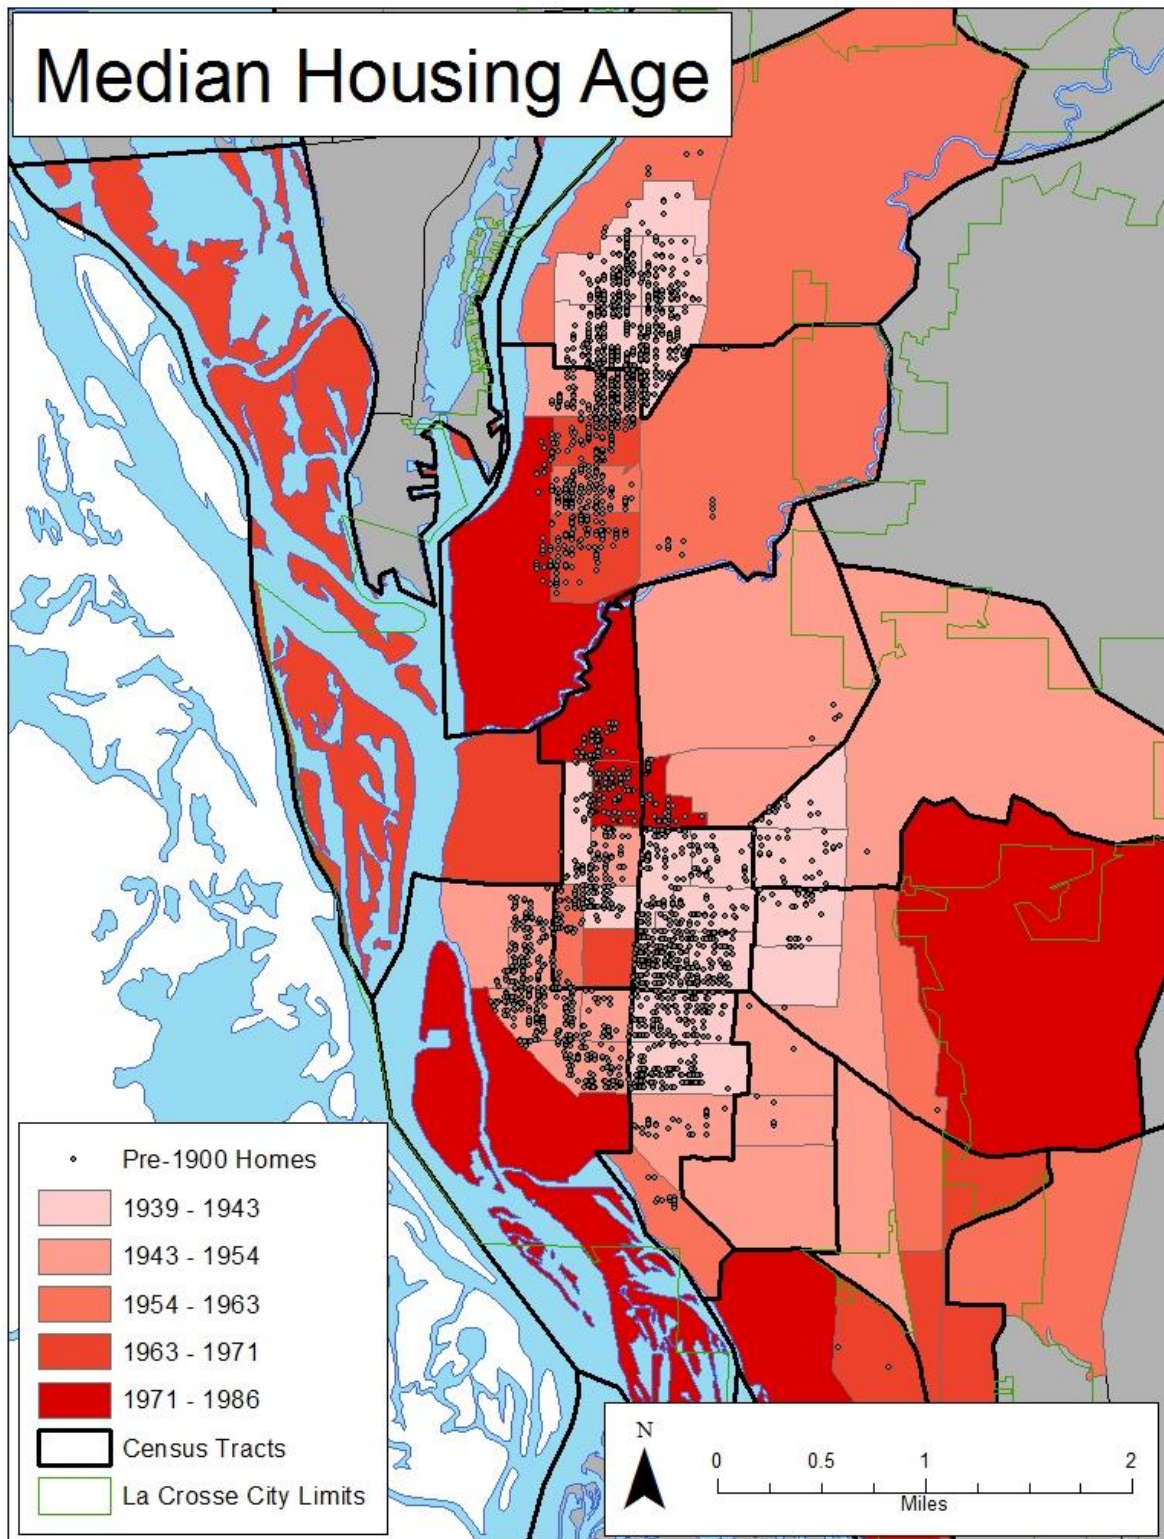 Median Housing Age
Pre-1900 Homes
1939 - 1943
1943 - 1954
1954 - 1963
1963 - 1971
1971 - 1986
Census Tracts
La Crosse City Limits
N
0 0.5 1 2
Miles